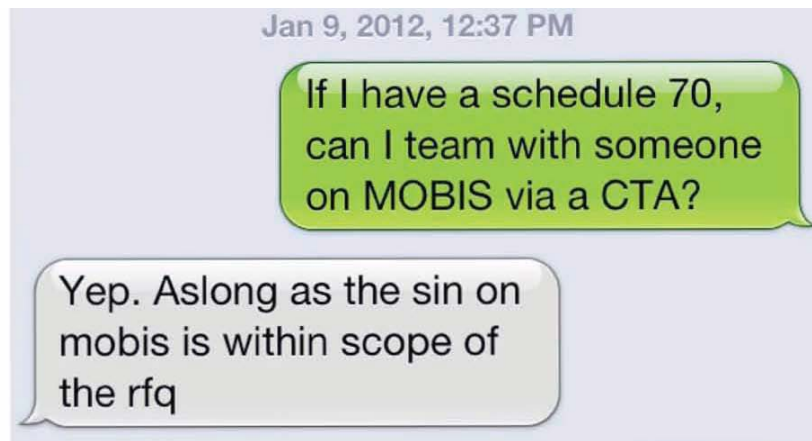 Jan 9, 2012, 12:37 PM
If I have a schedule 70,
can I team with someone
on MOBIS via a CTA?
Yep. Aslong as the sin on
mobis is within scope of
the rfq